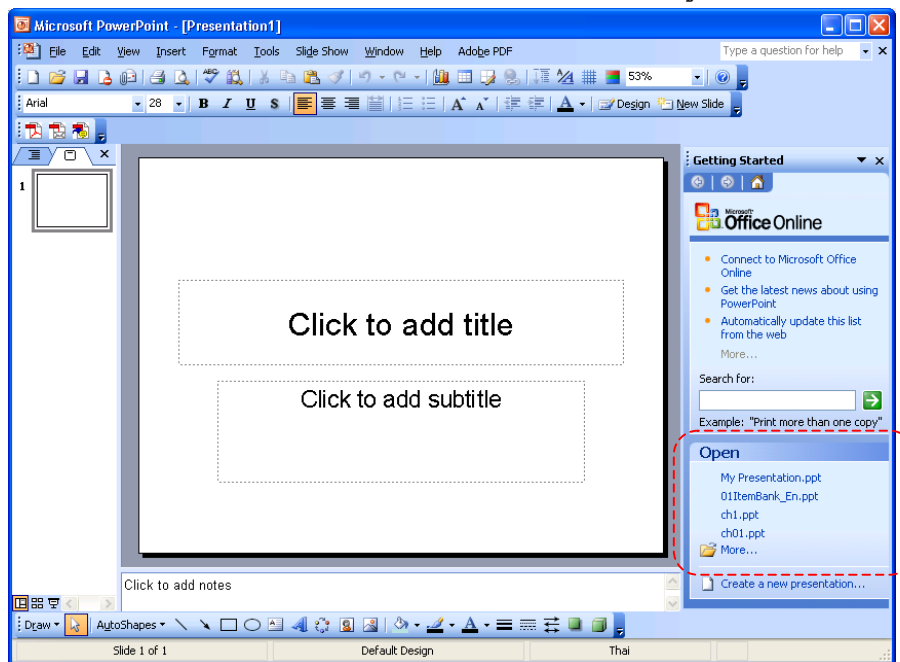 Microsoft PowerPoint - [Presentation1]
File Edit View Insert Format Tools Slide Show Window Help Adobe PDF Type a question for help
53%
Arial 28 B I U S A A A Design New Slide
Getting Started
1
Microsoft
Office Online
Connect to Microsoft Office
Online
Get the latest news about using
PowerPoint
Automatically update this list
from the web
More...
Click to add title
Search for:
Click to add subtitle
Example: "Print more than one copy"
Open
My Presentation.ppt
01ItemBank_En.ppt
ch1.ppt
ch01.ppt
More...
Create a new presentation...
Click to add notes
Draw AutoShapes A
Slide 1 of 1 Default Design Thai